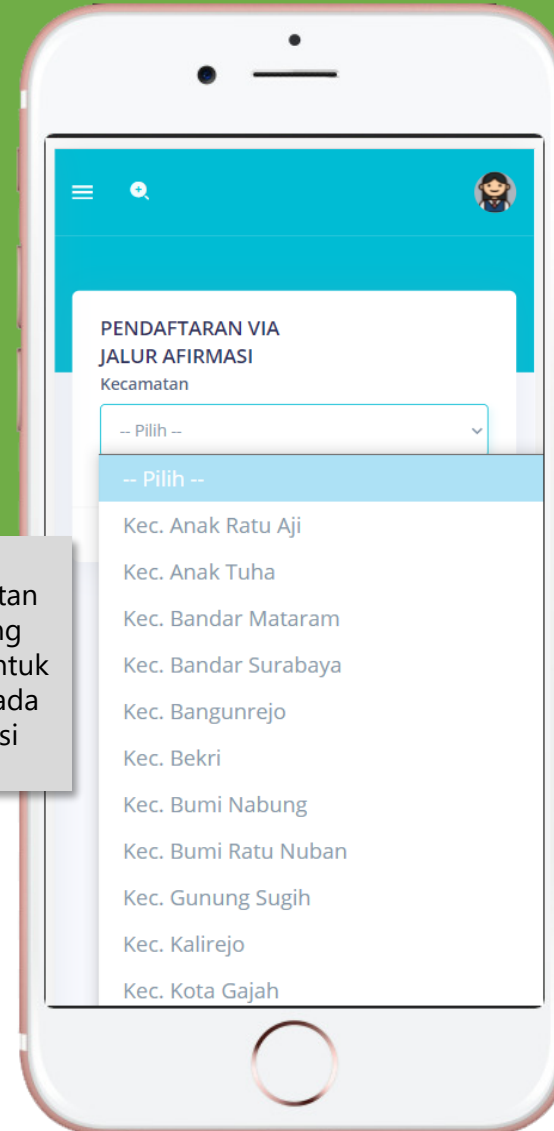 PENDAFTARAN VIA
JALUR AFIRMASI
Kecamatan
-- Pilih --
-- Pilih --
Kec. Anak Ratu Aji
Kec. Anak Tuha
Kec. Bandar Mataram
Kec. Bandar Surabaya
Kec. Bangunrejo
Kec. Bekri
Kec. Bumi Nabung
Kec. Bumi Ratu Nuban
Kec. Gunung Sugih
Kec. Kalirejo
Kec. Kota Gajah